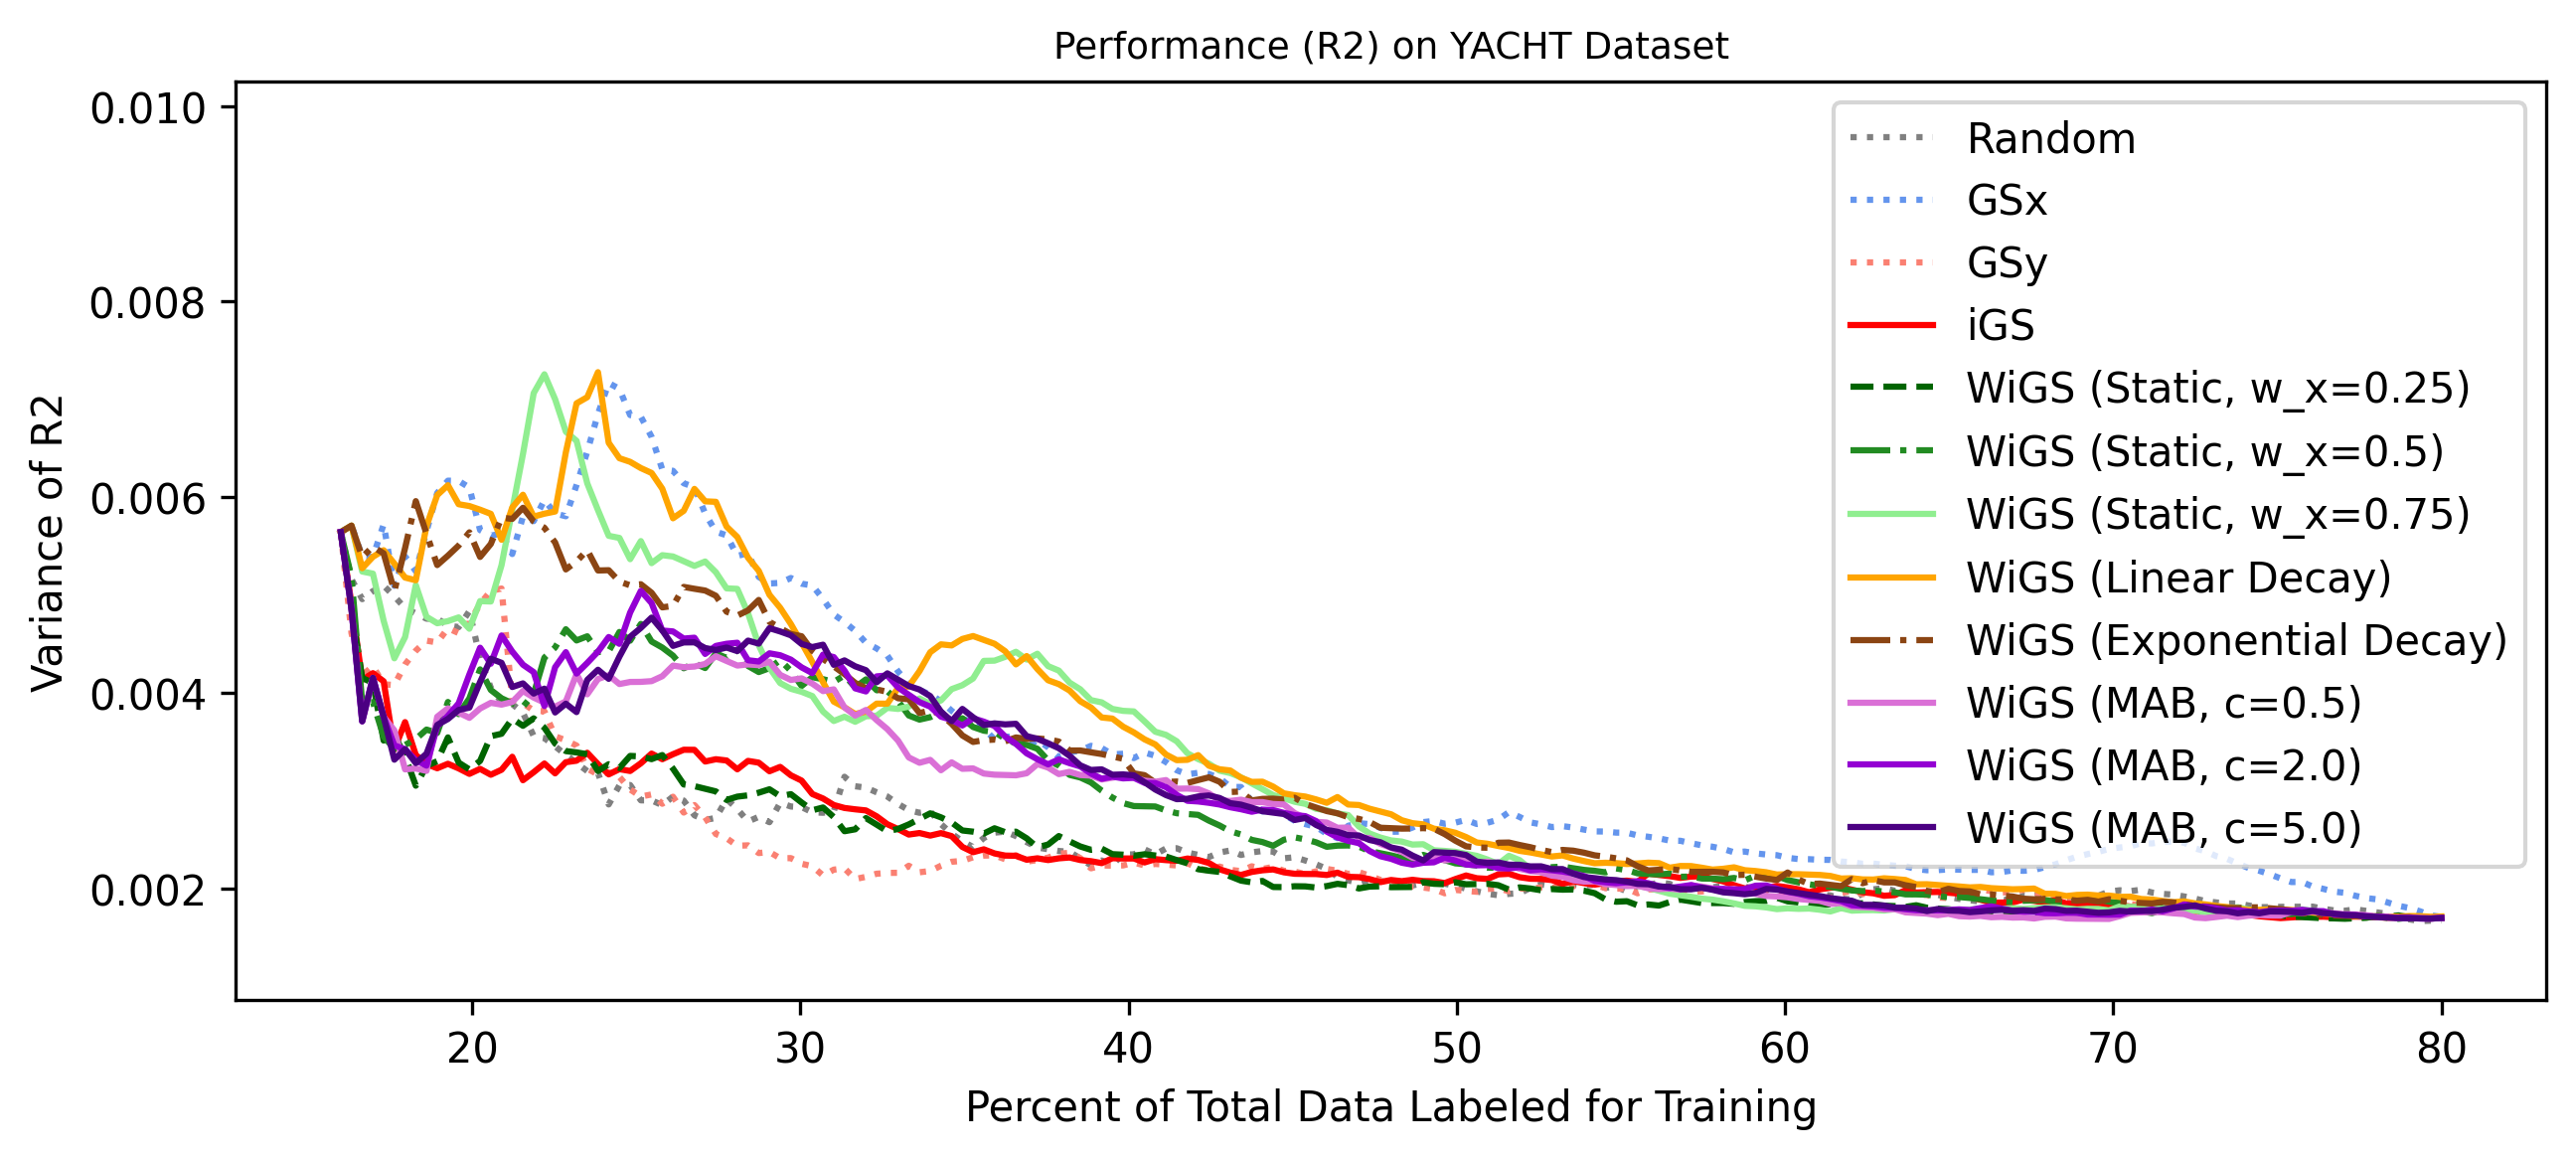 Performance (R2) on YACHT Dataset
Variance of R2
0.010
0.008
0.006
0.004
0.002
Random
GSx
GSy
iGS
WiGS (Static, w_x=0.25)
WiGS (Static, w_x=0.5)
WiGS (Static, w_x=0.75)
WiGS (Linear Decay)
WiGS (Exponential Decay)
WiGS (MAB, c=0.5)
WiGS (MAB, c=2.0)
WiGS (MAB, c=5.0)
20 30 40 50 60 70 80
Percent of Total Data Labeled for Training